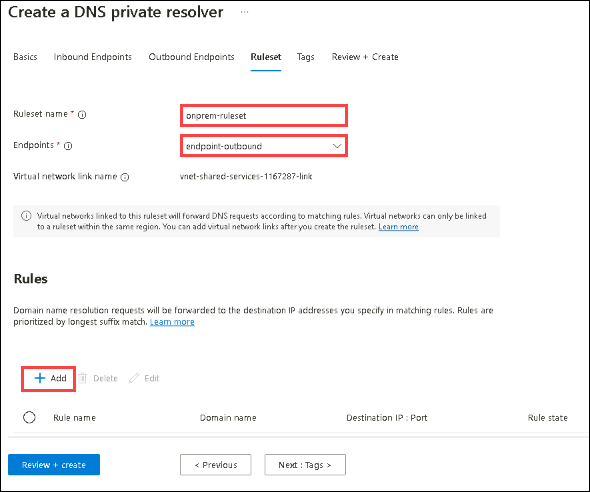 Create a DNS private resolver ...
Basics Inbound Endpoints Outbound Endpoints Ruleset Tags Review + Create
Ruleset name * onprem-ruleset
Endpoints * endpoint-outbound
Virtual network link name vnet-shared-services-1167287-link
Virtual networks linked to this ruleset will forward DNS requests according to matching rules. Virtual networks can only be linked
to a ruleset within the same region. You can add virtual network links after you create the ruleset. Learn more
Rules
Domain name resolution requests will be forwarded to the destination IP addresses you specify in matching rules. Rules are
prioritized by longest suffix match. Learn more
+ Add Delete Edit
Rule name Domain name Destination IP : Port Rule state
Review + create < Previous Next : Tags >